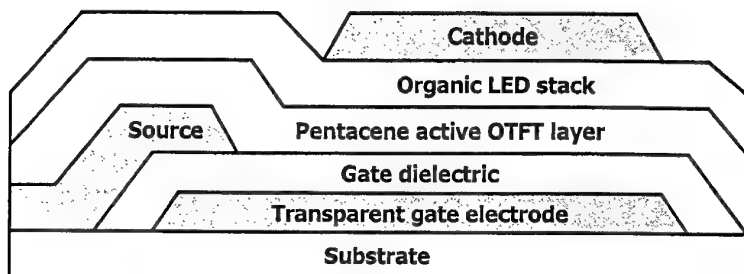 Cathode
Organic LED stack
Source
Pentacene active OTFT layer
Gate dielectric
Transparent gate electrode
Substrate